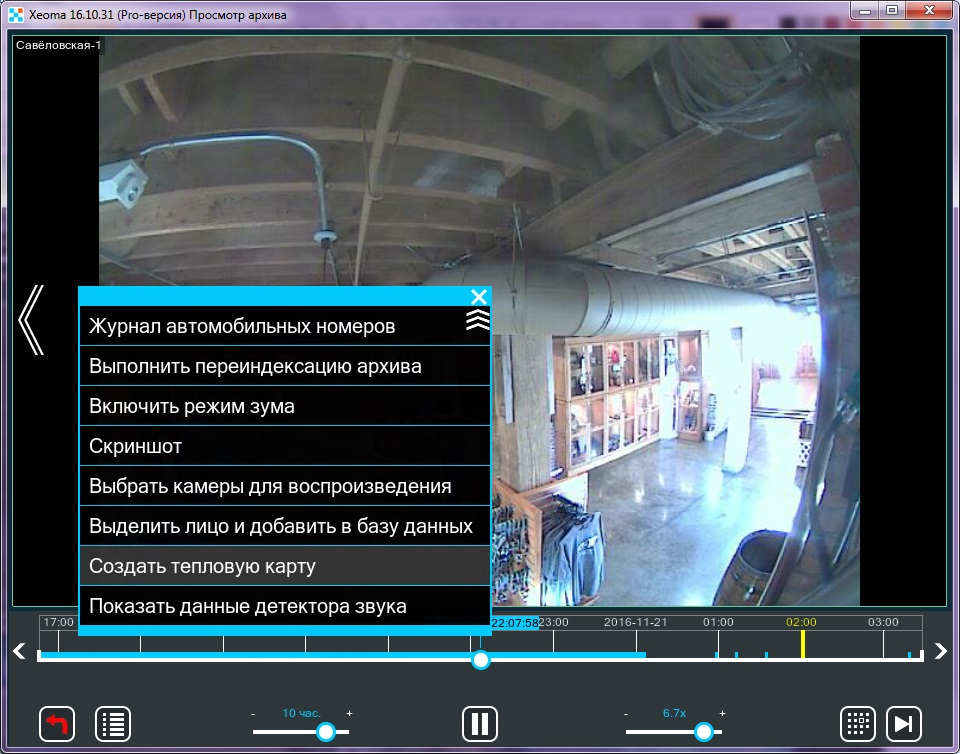 Xeoma 16.10.31 (Pro-версия) Просмотр архива
Савёловская-1
Журнал автомобильных номеров
Выполнить переиндексацию архива
Включить режим зума
Скриншот
Выбрать камеры для воспроизведения
Выделить лицо и добавить в базу данных
Создать тепловую карту
Показать данные детектора звука
17:00 22:07:58 23:00 2016-11-21 01:00 02:00 03:00
- 10 час. + - 6.7x +